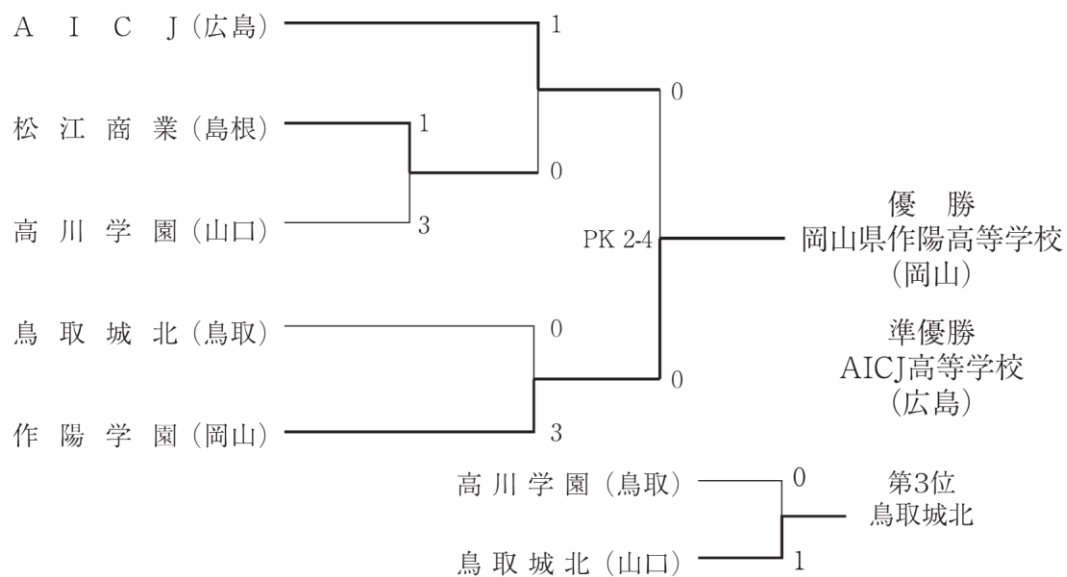 AICJ(広島)
1
0
松江商業(島根)
1
0
高川学園(山口)
3
PK 2-4
優勝
岡山県作陽高等学校
(岡山)
鳥取城北(鳥取)
0
0
作陽学園(岡山)
3
準優勝
AICJ高等学校
(広島)
高川学園(鳥取)
0
第3位
鳥取城北
鳥取城北(山口)
1